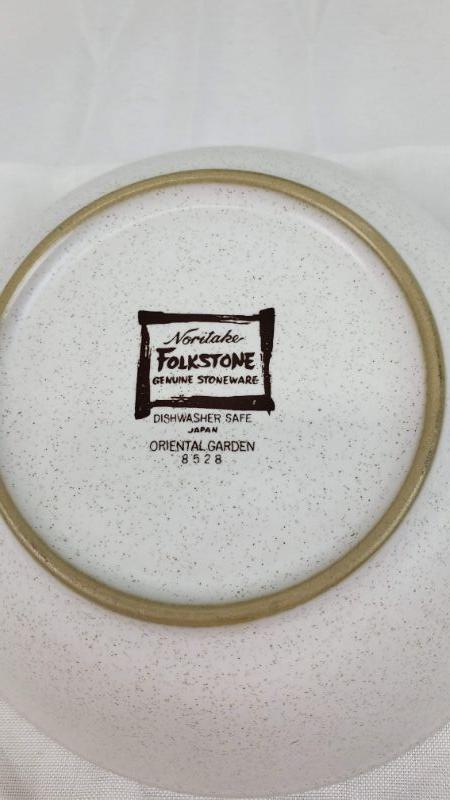 Noritake
FOLKSTONE
GENUINE STONEWARE
DISHWASHER SAFE
JAPAN
ORIENTAL GARDEN
8528